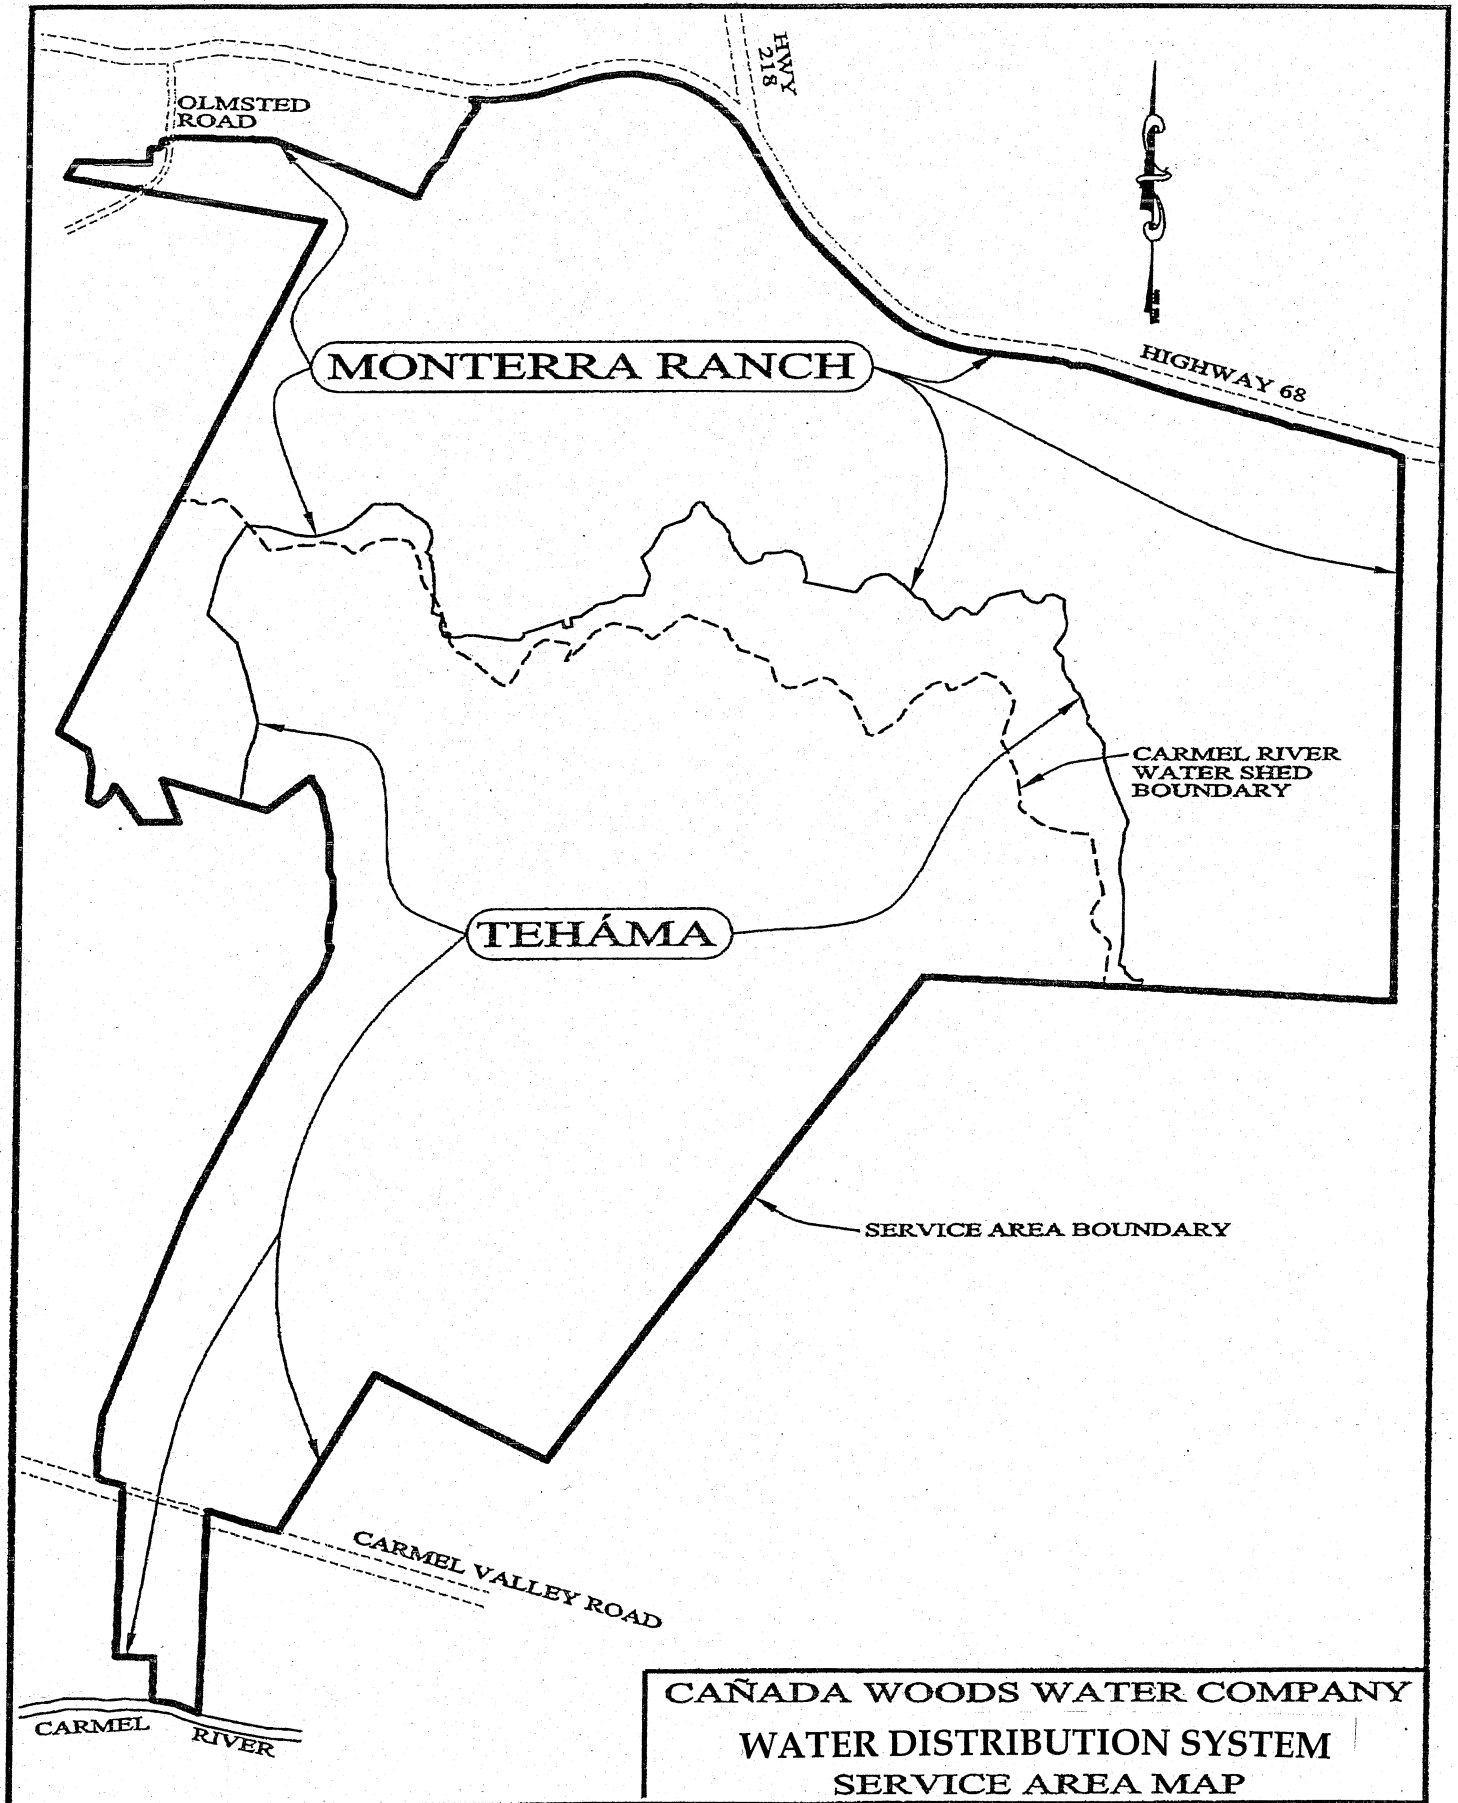 HWY
218
OLMSTED
ROAD
HIGHWAY 68
MONTERRA RANCH
CARMEL RIVER
WATER SHED
BOUNDARY
TEHÁMA
SERVICE AREA BOUNDARY
CARMEL VALLEY ROAD
CARMEL RIVER
CAÑADA WOODS WATER COMPANY
WATER DISTRIBUTION SYSTEM
SERVICE AREA MAP